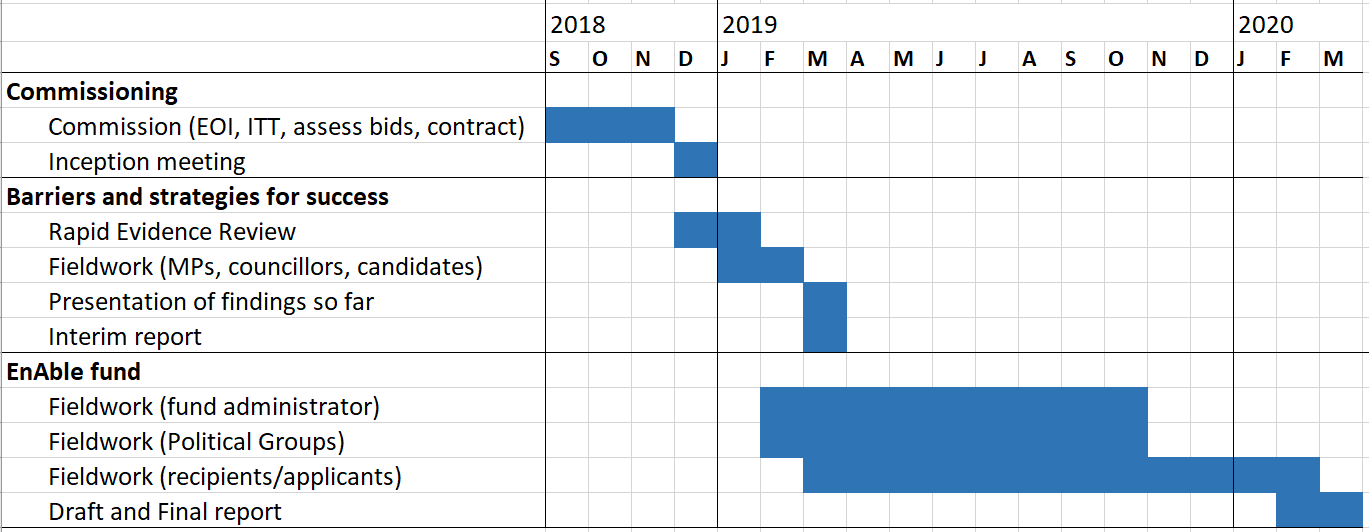 2018 2019 2020
S O N D J F M A M J J A S O N D J F M
Commissioning
Commission (EOI, ITT, assess bids, contract)
Inception meeting
Barriers and strategies for success
Rapid Evidence Review
Fieldwork (MPs, councillors, candidates)
Presentation of findings so far
Interim report
EnAble fund
Fieldwork (fund administrator)
Fieldwork (Political Groups)
Fieldwork (recipients/applicants)
Draft and Final report